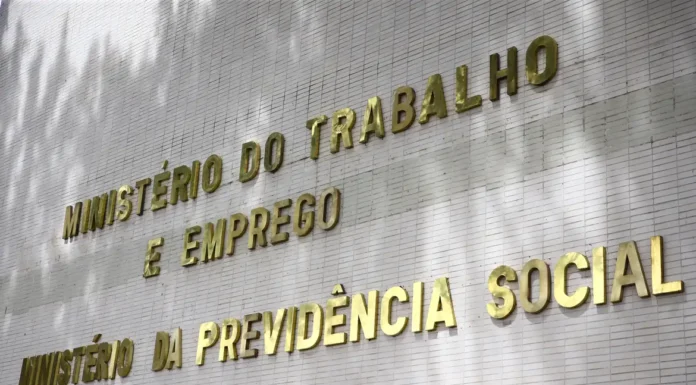 MINISTÉRIO DO TRABALHO
E EMPREGO
MINISTÉRIO DA PREVIDÊNCIA SOCIAL